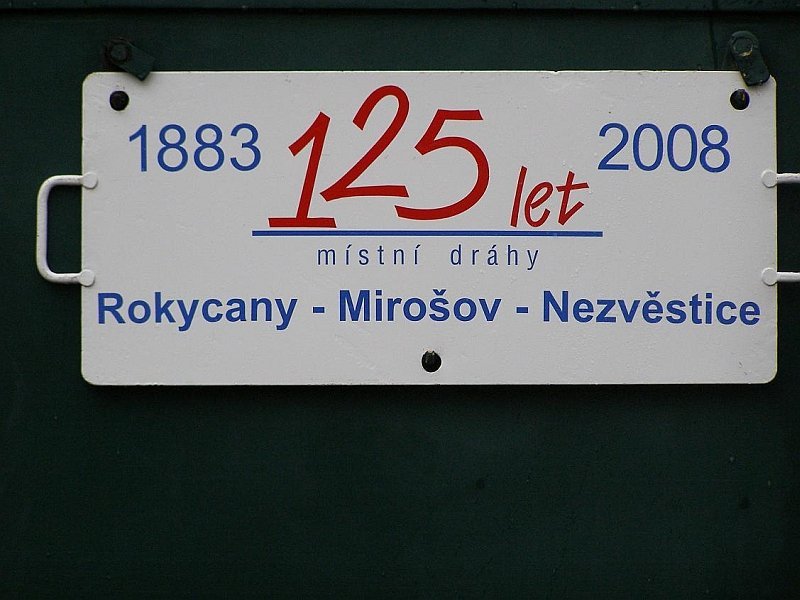 1883 125 let 2008
místní dráhy
Rokycany - Mirošov - Nezvěstice